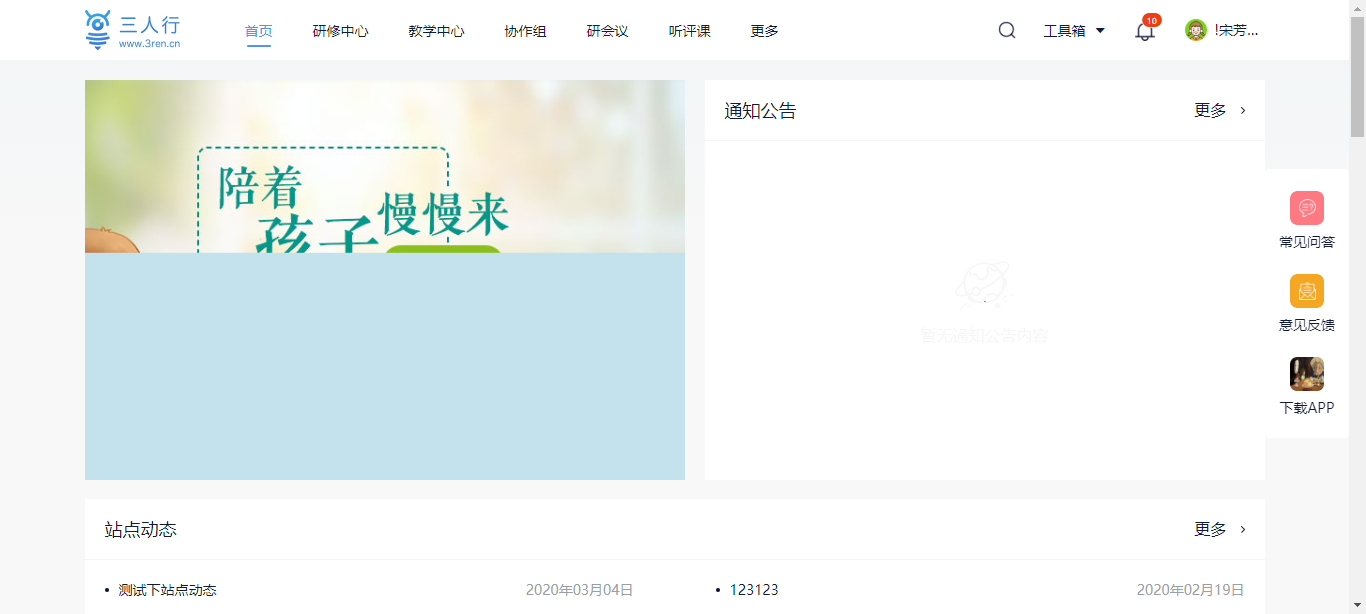 三人行
www.3ren.cn
首页 研修中心 教学中心 协作组 研会议 听评课 更多
工具箱 10 !宋芳...
陪着
慢慢来
孩子
通知公告 更多
暂无通知公告内容
常见问答
意见反馈
下载APP
站点动态 更多
测试下站点动态 2020年03月04日
123123 2020年02月19日